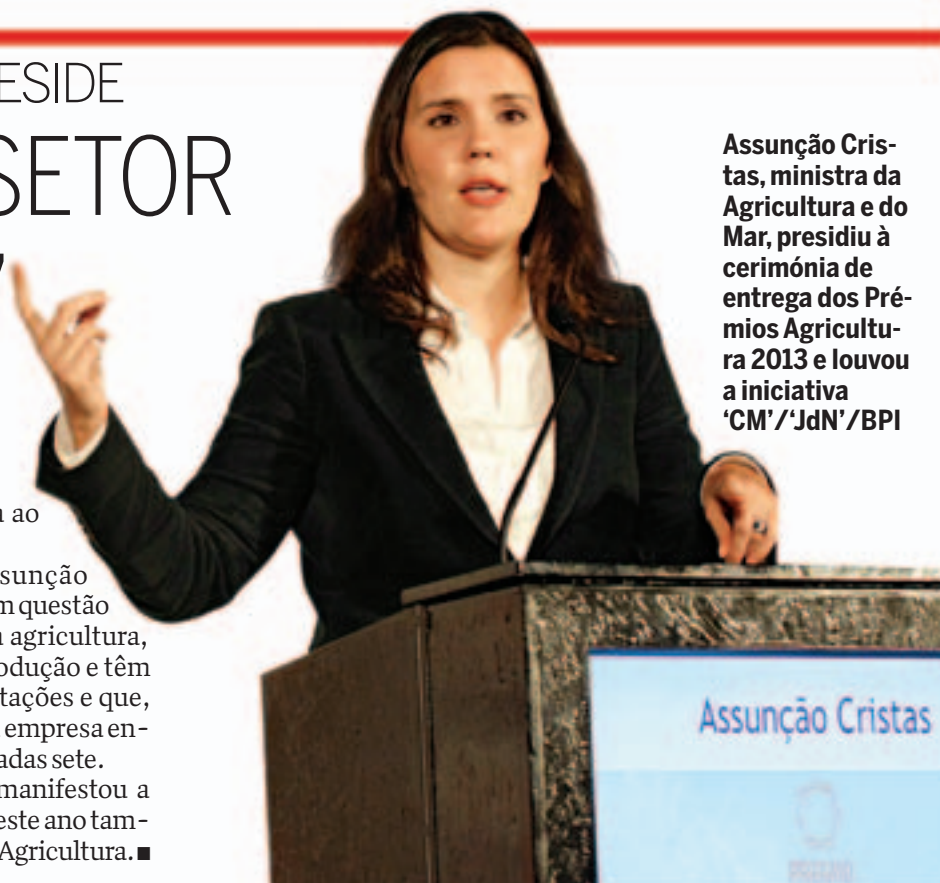 ESIDE
SETOR
ao
sunção
m questão
agricultura,
odução e têm
tações e que,
empresa en-
adas sete.
manifestou a
este ano tam-
Agricultura.■
Assunção Cris-
tas, ministra da
Agricultura e do
Mar, presidiu à
cerimónia de
entrega dos Pré-
mios Agricultu-
ra 2013 e louvou
a iniciativa
‘CM’/‘JdN’/BPI
Assunção Cristas
PRÉMIO